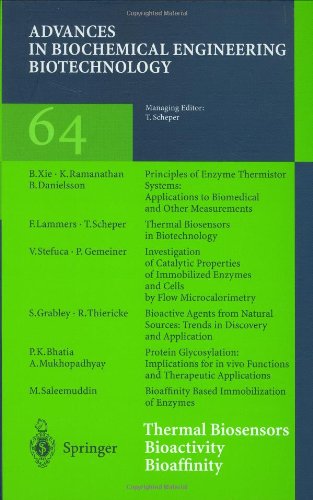 ADVANCES
IN BIOCHEMICAL ENGINEERING
BIOTECHNOLOGY
64
Managing Editor:
T. Scheper
B.Xie · K.Ramanathan
B.Danielsson
Principles of Enzyme Thermistor
Systems:
Applications to Biomedical
and Other Measurements
F.Lammers · T.Scheper
Thermal Biosensors
in Biotechnology
V.Stefuca · P.Gemeiner
Investigation
of Catalytic Properties
of Immobilized Enzymes
and Cells
by Flow Microcalorimetry
S.Grabley · R.Thiericke
Bioactive Agents from Natural
Sources: Trends in Discovery
and Application
P.K.Bhatia
A.Mukhopadhyay
Protein Glycosylation:
Implications for in vivo Functions
and Therapeutic Applications
M.Saleemuddin
Bioaffinity Based Immobilization
of Enzymes
Springer
Thermal Biosensors
Bioactivity
Bioaffinity
Copyrighted Material